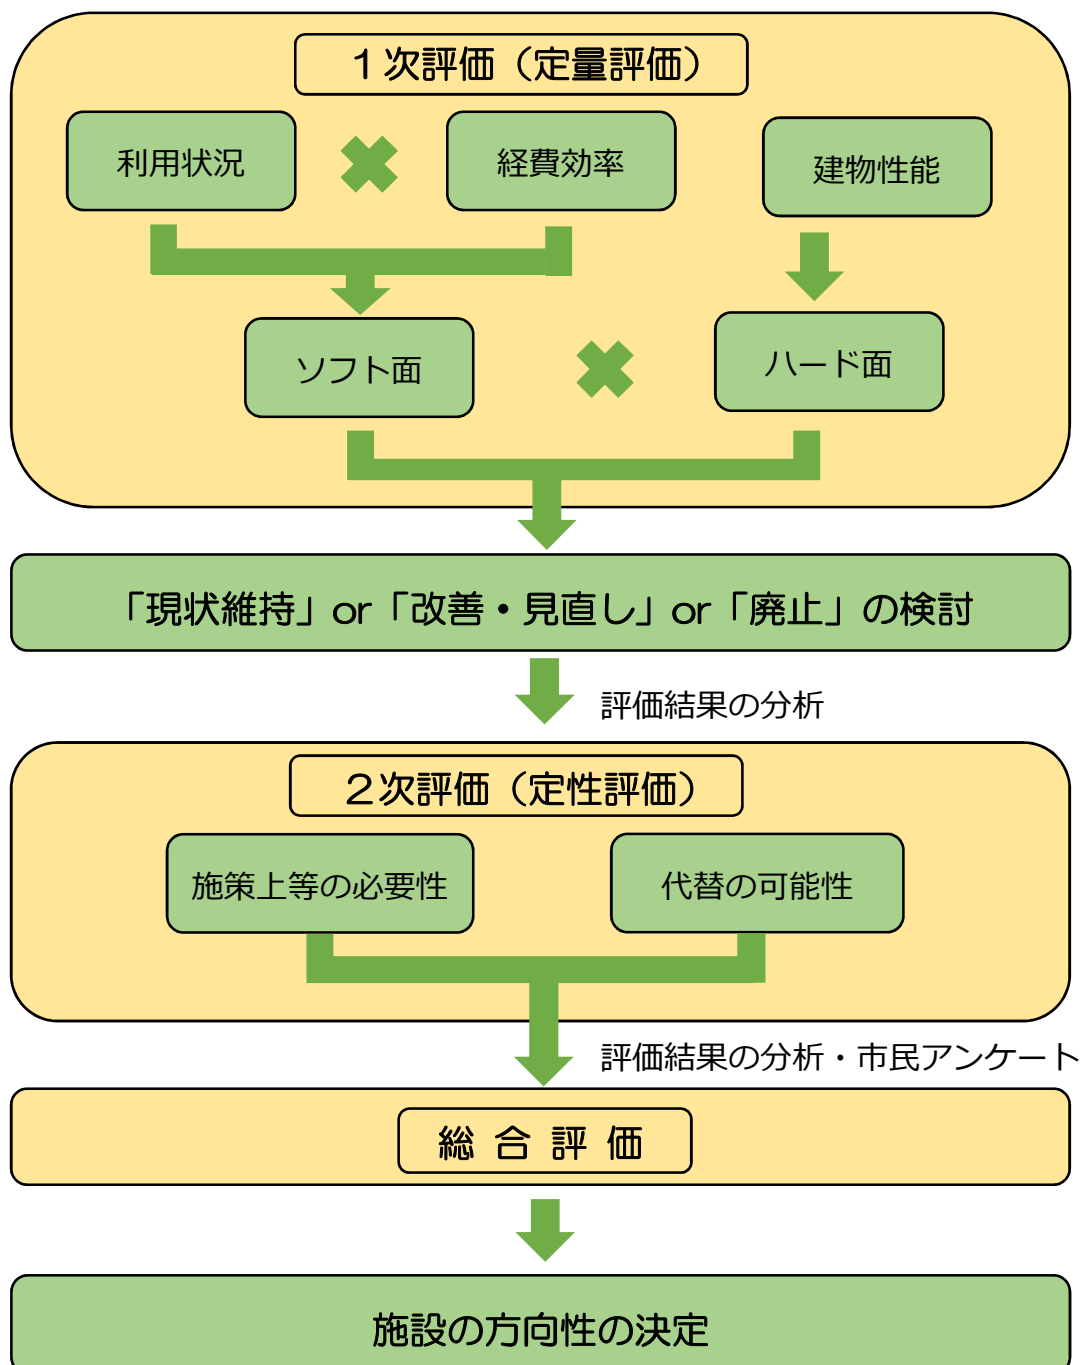 １次評価（定量評価）
利用状況
経費効率
建物性能
ソフト面
ハード面
「現状維持」or「改善・見直し」or「廃止」の検討
評価結果の分析
２次評価（定性評価）
施策上等の必要性
代替の可能性
評価結果の分析・市民アンケート
総 合 評 価
施設の方向性の決定